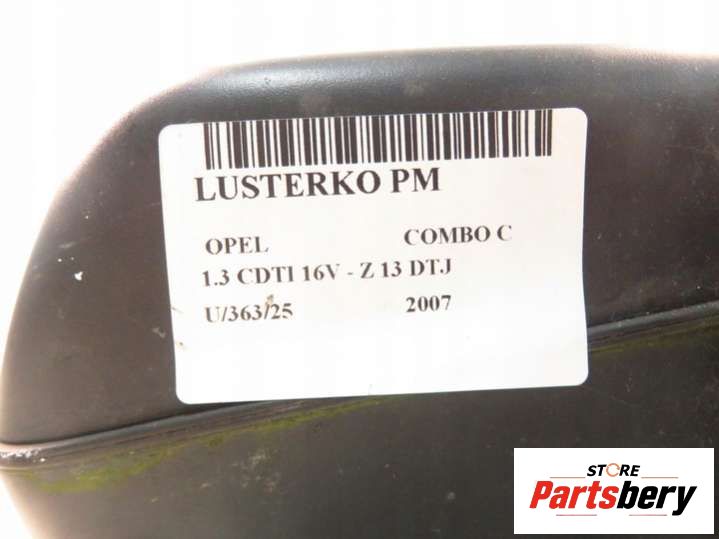 LUSTERKO PM
OPEL COMBO C
1.3 CDTI 16V - Z 13 DTJ
U/363/25 2007
STORE
Partsbery